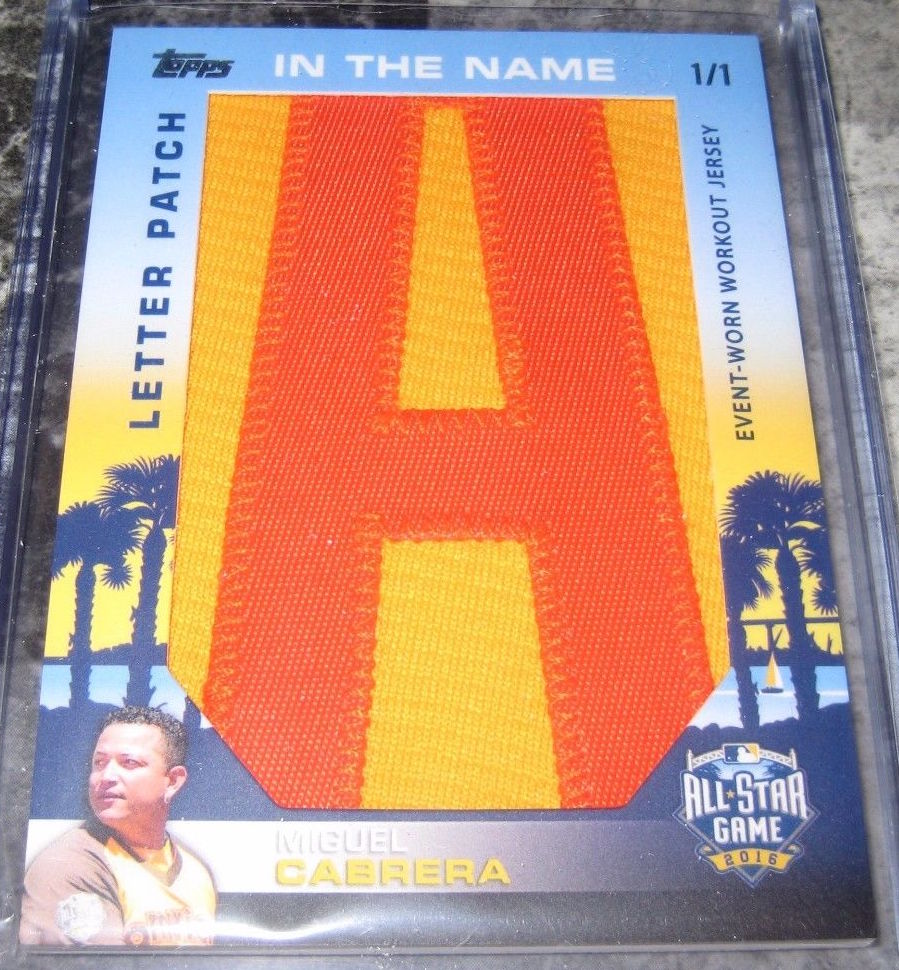 topps
IN THE NAME
1/1
LETTER PATCH
A
EVENT-WORN WORKOUT JERSEY
MIGUEL
CABRERA
ALL★STAR
GAME
2016